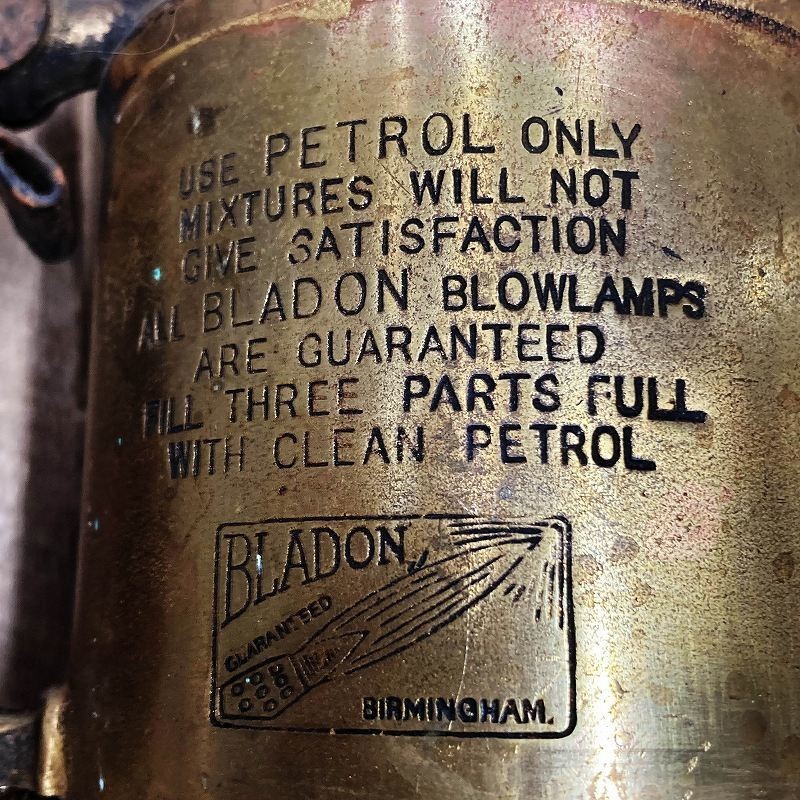 USE PETROL ONLY
MIXTURES WILL NOT
GIVE SATISFACTION
ALL BLADON BLOWLAMPS
ARE GUARANTEED
FILL THREE PARTS FULL
WITH CLEAN PETROL
BLADON
GUARANTEED
BIRMINGHAM.